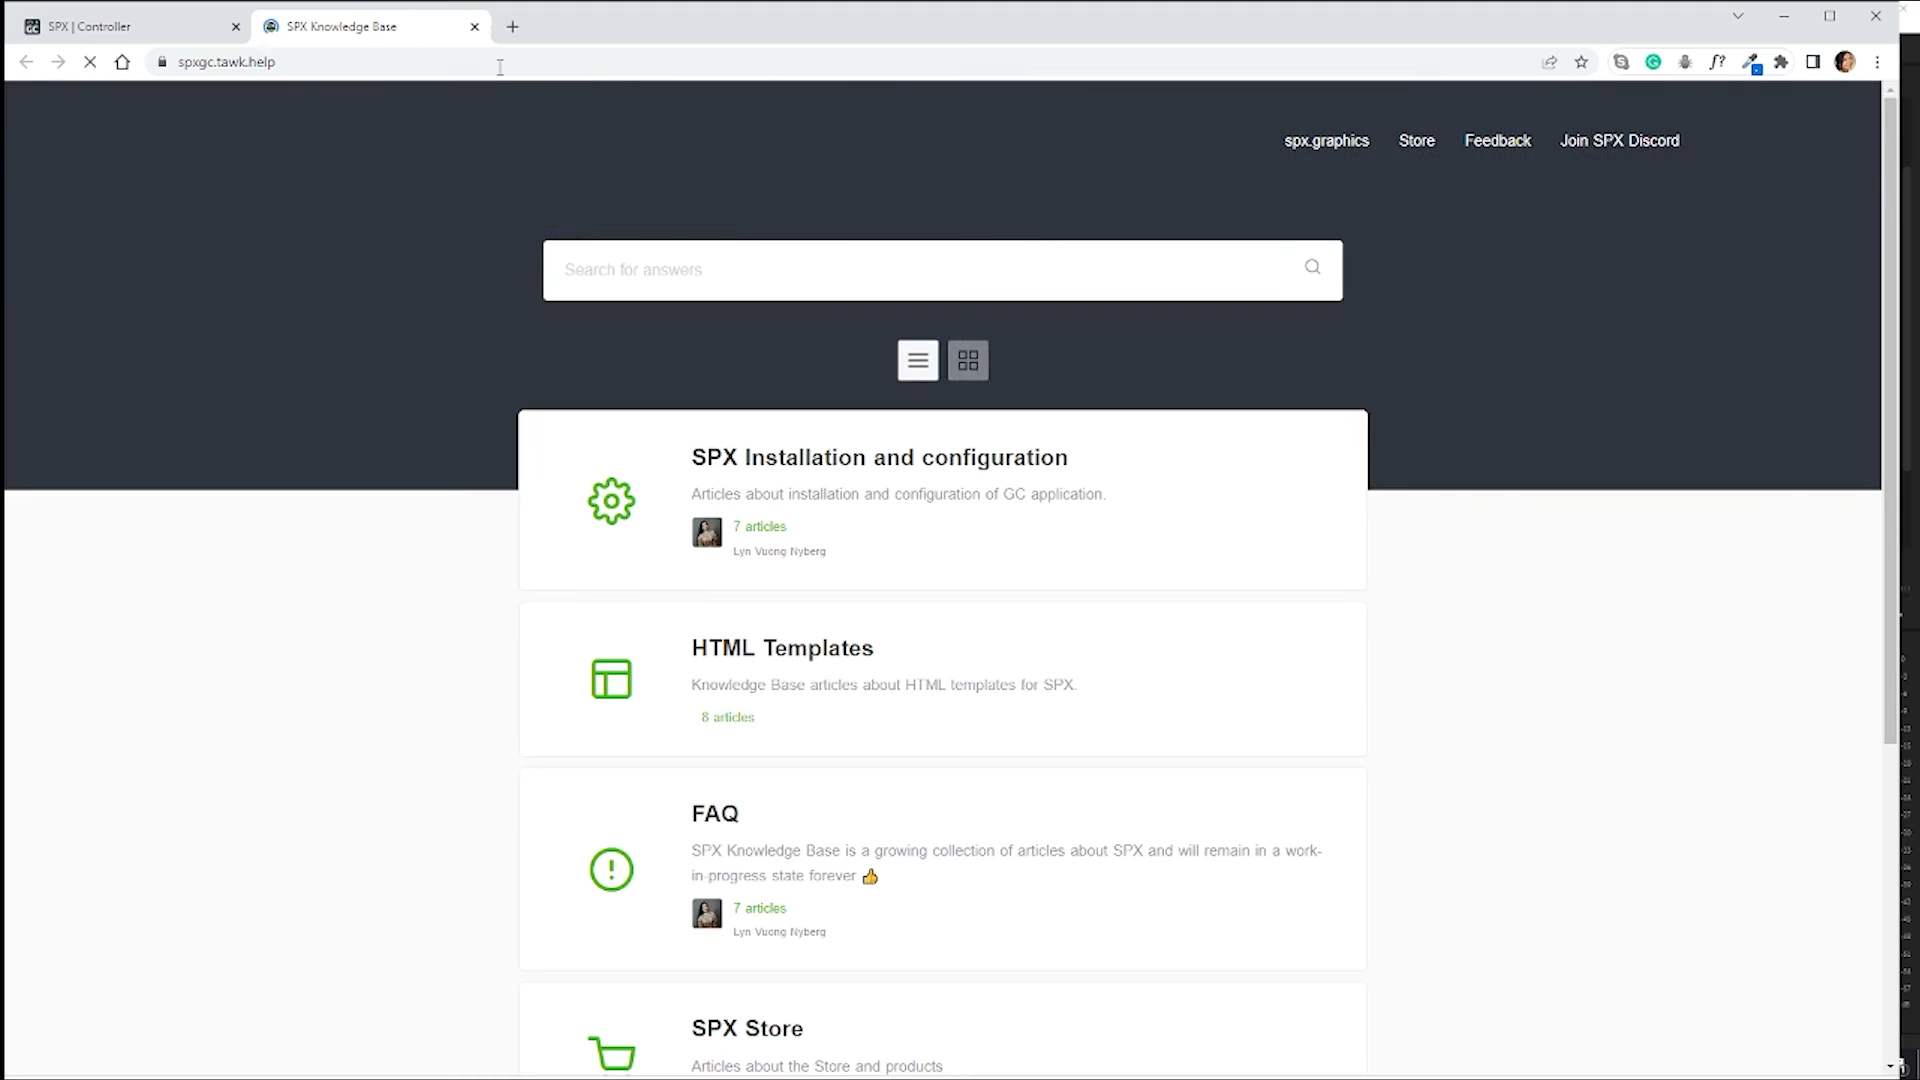 SPX | Controller
SPX Knowledge Base
spxgc.tawk.help
spx.graphics Store Feedback Join SPX Discord
Search for answers
SPX Installation and configuration
Articles about installation and configuration of GC application.
7 articles
Lyn Vuong Nyberg
HTML Templates
Knowledge Base articles about HTML templates for SPX.
8 articles
FAQ
SPX Knowledge Base is a growing collection of articles about SPX and will remain in a work-
in-progress state forever 👍
7 articles
Lyn Vuong Nyberg
SPX Store
Articles about the Store and products